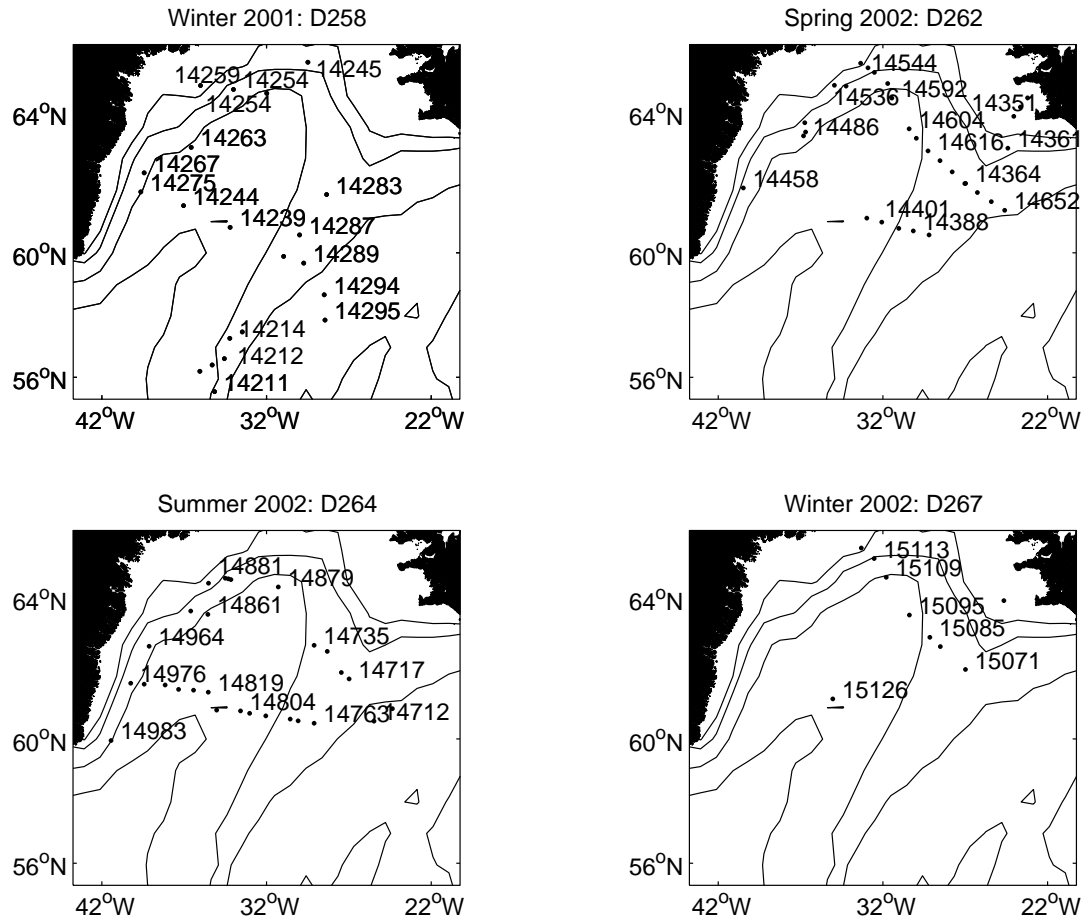 Winter 2001: D258
14259
14254
14245
14254
14263
14267
14275
14244
14283
14239
14287
14289
14294
14295
14214
14212
14211
64°N
60°N
56°N
42°W
32°W
22°W
Spring 2002: D262
14544
14536
14592
14351
14486
14604
14616
14361
14458
14364
14652
14401
14388
64°N
60°N
56°N
42°W
32°W
22°W
Summer 2002: D264
14881
14879
14861
14964
14735
14976
14819
14717
14804
14763
14712
14983
64°N
60°N
56°N
42°W
32°W
22°W
Winter 2002: D267
15113
15109
15095
15085
15071
15126
64°N
60°N
56°N
42°W
32°W
22°W